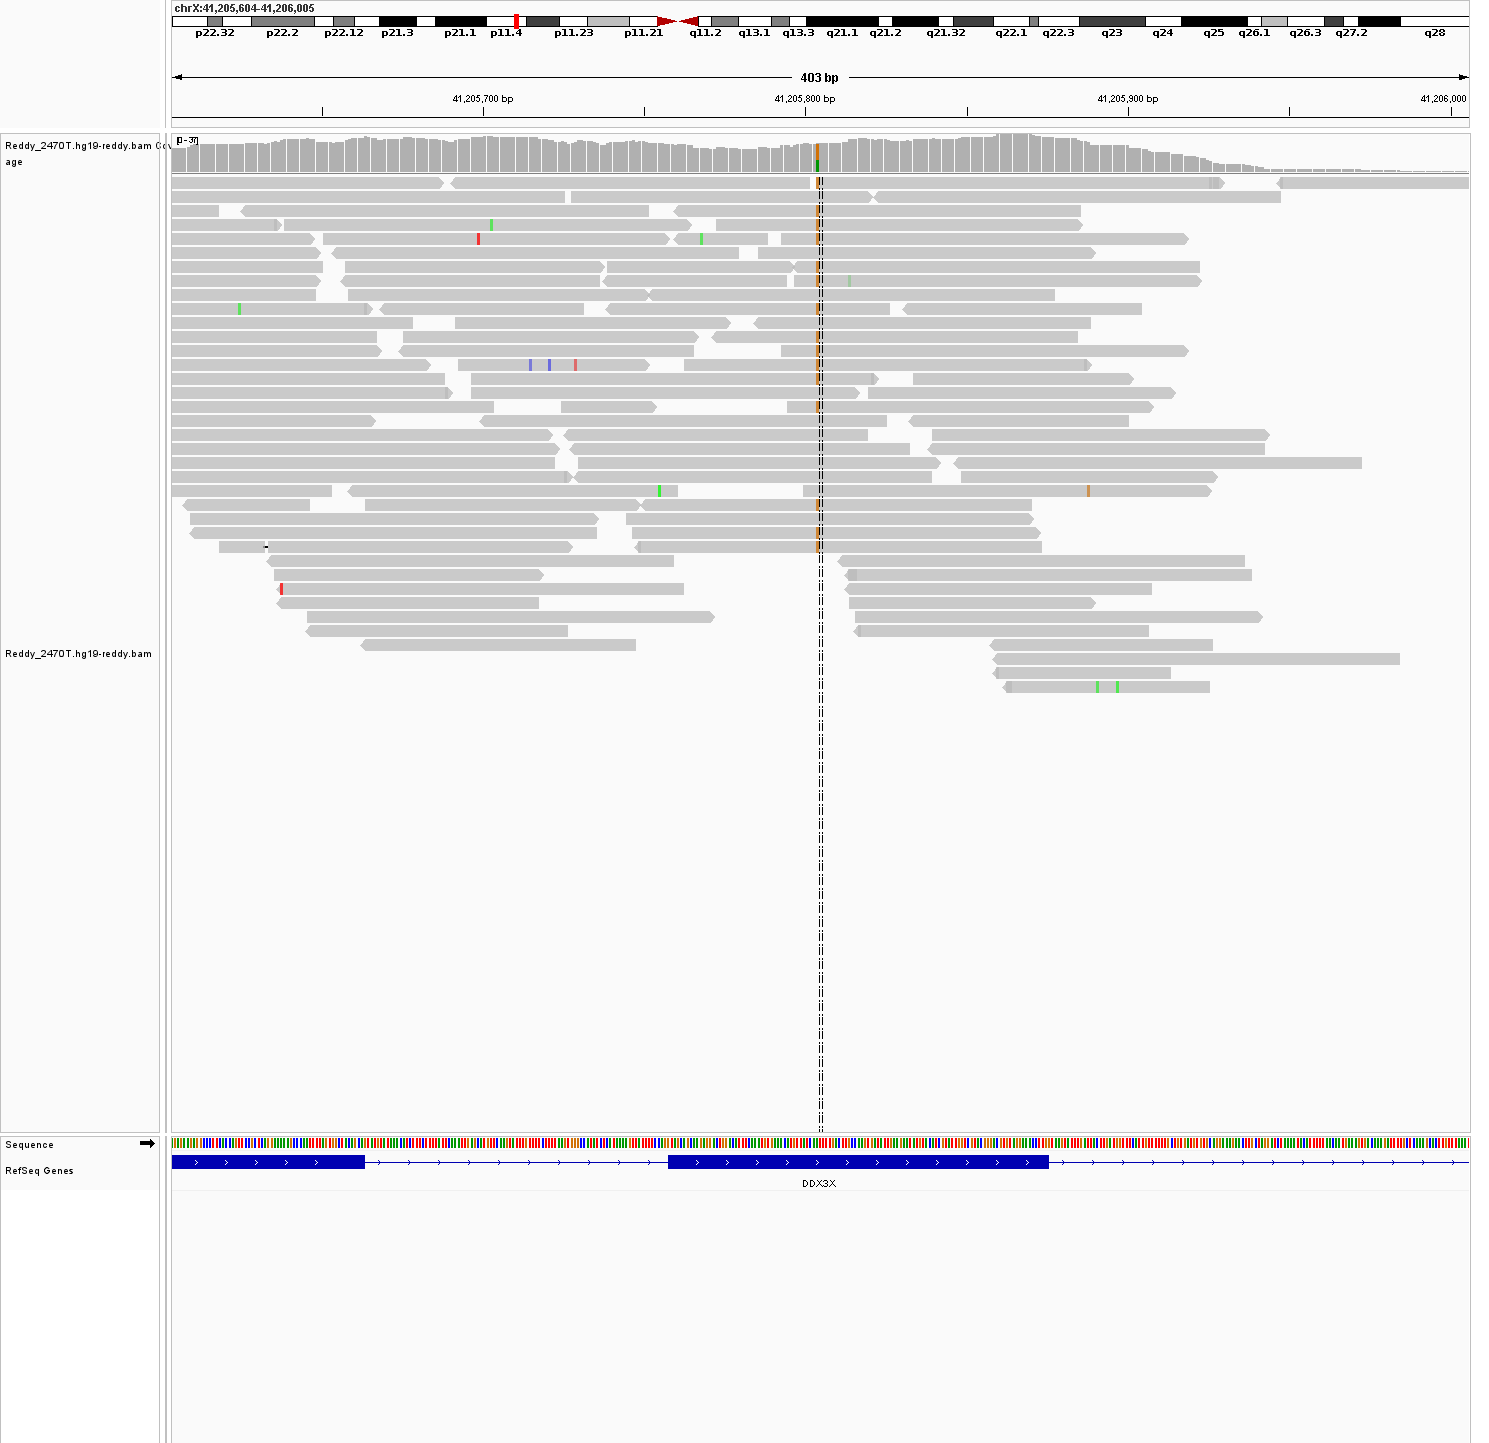 chrX:41,205,604-41,206,005
p22.32 p22.2 p22.12 p21.3 p21.1 p11.4 p11.23 p11.21 q11.2 q13.1 q13.3 q21.1 q21.2 q21.32 q22.1 q22.3 q23 q24 q25 q26.1 q26.3 q27.2 q28
403 bp
41,205,700 bp 41,205,800 bp 41,205,900 bp 41,206,000
Reddy_2470T.hg19-reddy.bam Cov
age
[0 - 37]
Reddy_2470T.hg19-reddy.bam
Sequence
RefSeq Genes
DDX3X